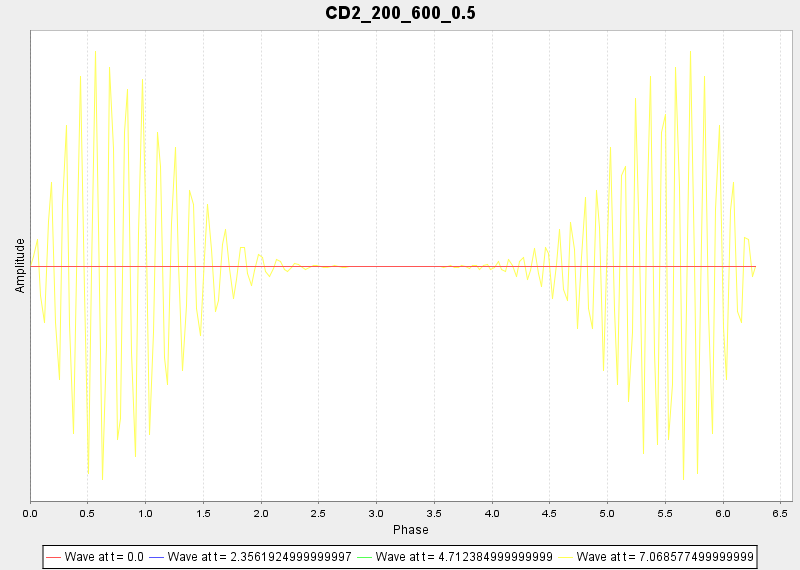 CD2_200_600_0.5
Amplitude
0.0 0.5 1.0 1.5 2.0 2.5 3.0 3.5 4.0 4.5 5.0 5.5 6.0 6.5
Phase
Wave at t = 0.0 Wave at t = 2.3561924999999997 Wave at t = 4.712384999999999 Wave at t = 7.068577499999999